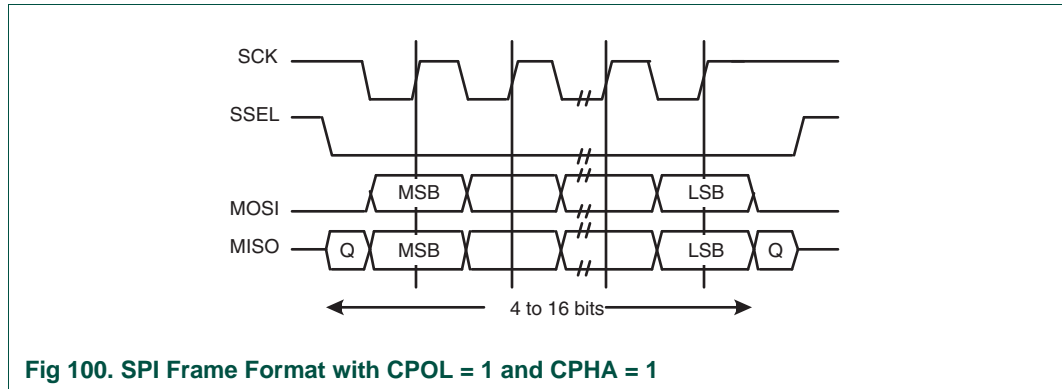 SCK
SSEL
MOSI MSB LSB
MISO Q MSB LSB Q
4 to 16 bits
Fig 100. SPI Frame Format with CPOL = 1 and CPHA = 1